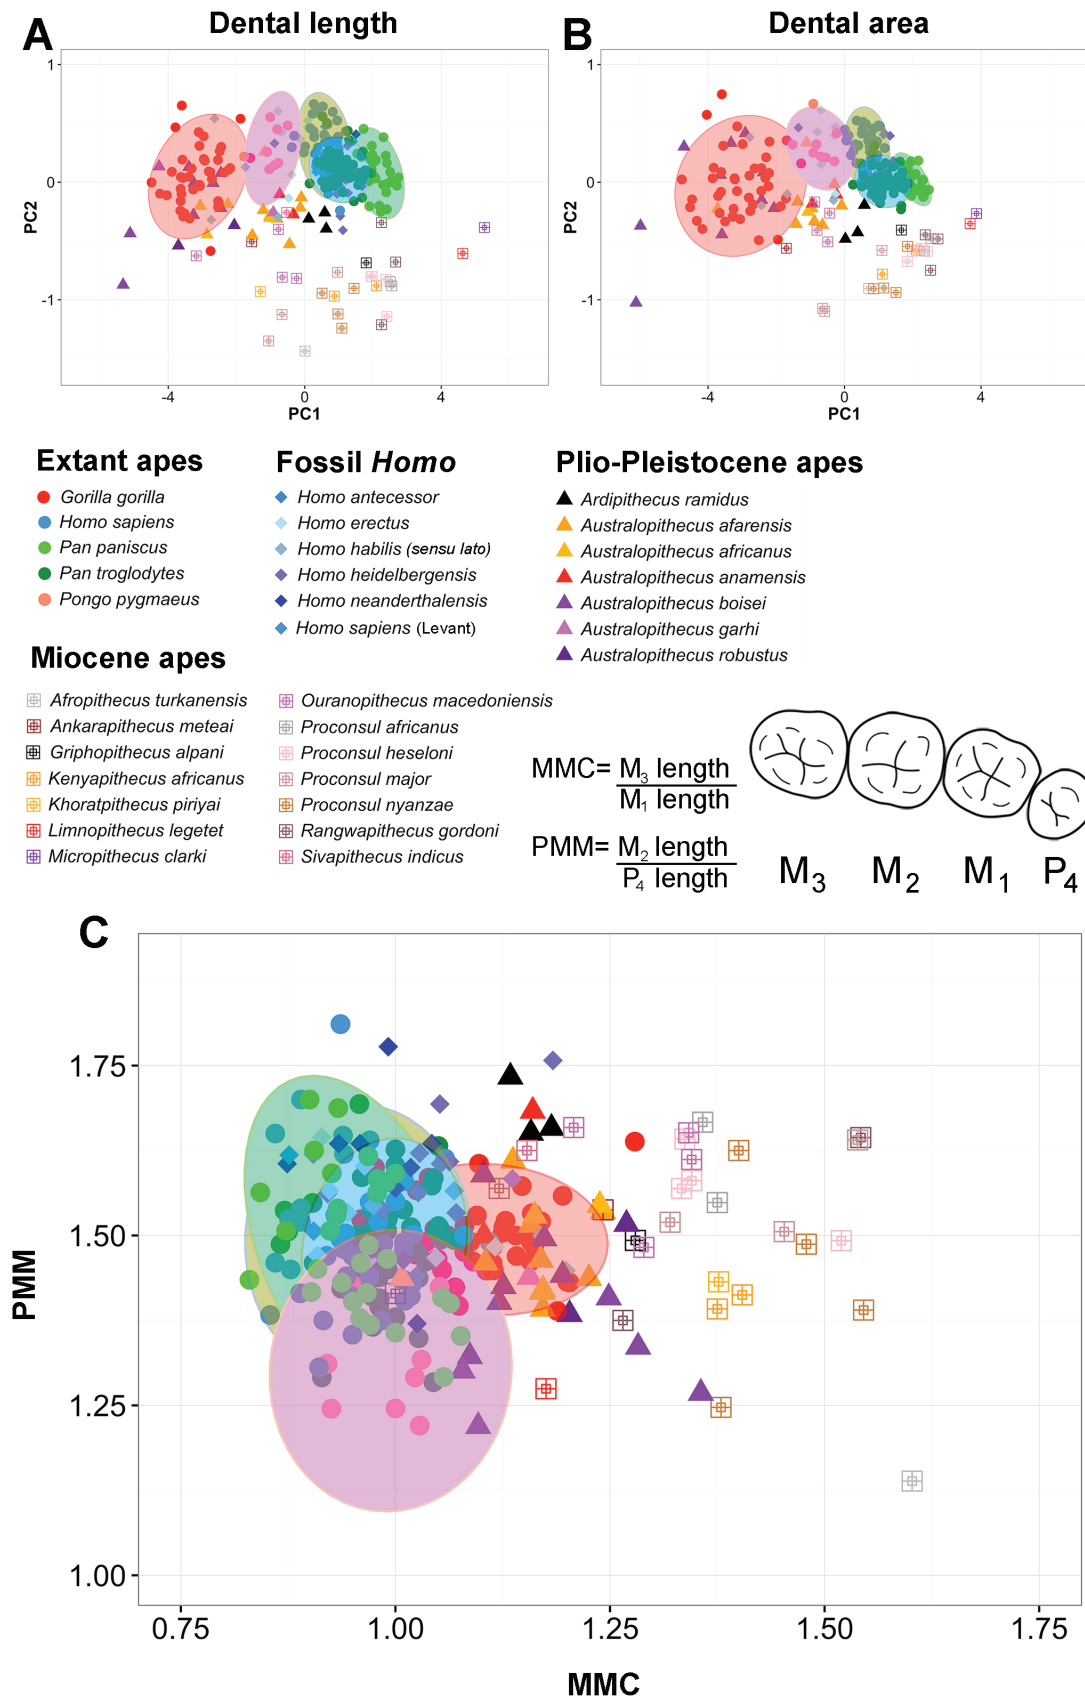 A
Dental length
1
0
-1
PC2
-4
0
4
PC1
B
Dental area
1
0
-1
PC2
-4
0
4
PC1
Extant apes
Gorilla gorilla
Homo sapiens
Pan paniscus
Pan troglodytes
Pongo pygmaeus
Fossil Homo
Homo antecessor
Homo erectus
Homo habilis (sensu lato)
Homo heidelbergensis
Homo neanderthalensis
Homo sapiens (Levant)
Plio-Pleistocene apes
Ardipithecus ramidus
Australopithecus afarensis
Australopithecus africanus
Australopithecus anamensis
Australopithecus boisei
Australopithecus garhi
Australopithecus robustus
Miocene apes
Afropithecus turkanensis
Ankarapithecus meteai
Griphopithecus alpani
Kenyapithecus africanus
Khoratpithecus piriyai
Limnopithecus legetet
Micropithecus clarki
Ouranopithecus macedoniensis
Proconsul africanus
Proconsul heseloni
Proconsul major
Proconsul nyanzae
Rangwapithecus gordoni
Sivapithecus indicus
MMC= M3 length
M1 length
PMM= M2 length
P4 length
M3 M2 M1 P4
C
1.75
1.50
1.25
1.00
PMM
0.75
1.00
1.25
1.50
1.75
MMC